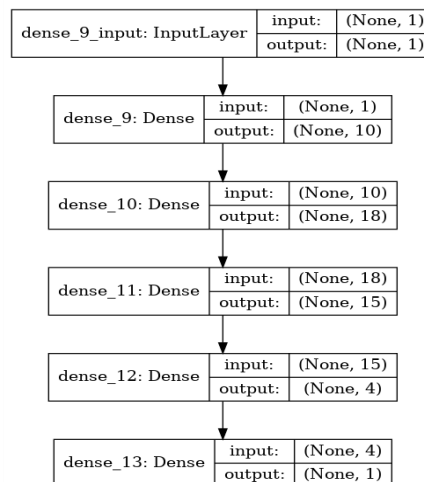 dense_9_input: InputLayer
input: (None, 1)
output: (None, 1)
dense_9: Dense
input: (None, 1)
output: (None, 10)
dense_10: Dense
input: (None, 10)
output: (None, 18)
dense_11: Dense
input: (None, 18)
output: (None, 15)
dense_12: Dense
input: (None, 15)
output: (None, 4)
dense_13: Dense
input: (None, 4)
output: (None, 1)